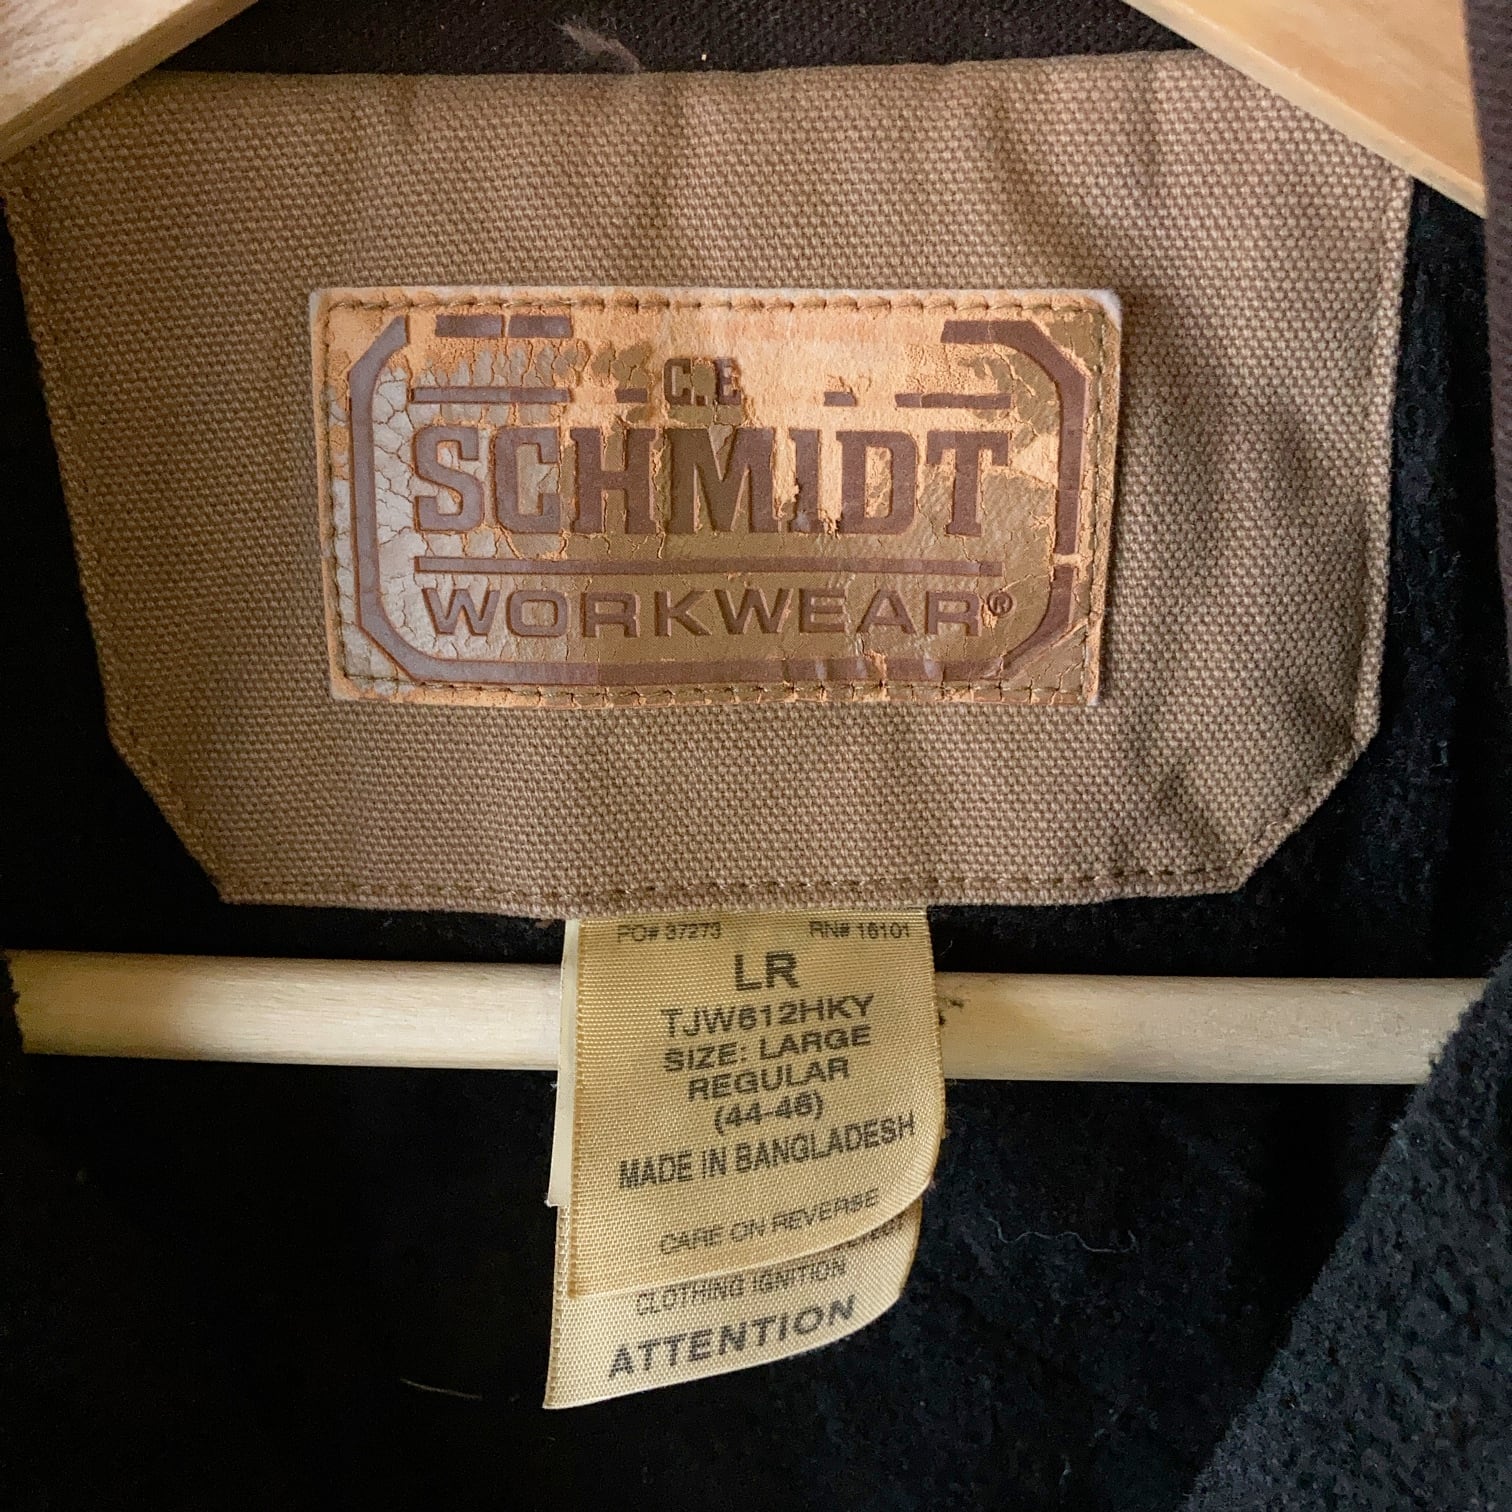 C.E
SCHMIDT
WORKWEAR®
PO# 37273 RN# 16101
LR
TJW612HKY
SIZE: LARGE
REGULAR
(44-46)
MADE IN BANGLADESH
CARE ON REVERSE
CLOTHING IGNITION
ATTENTION